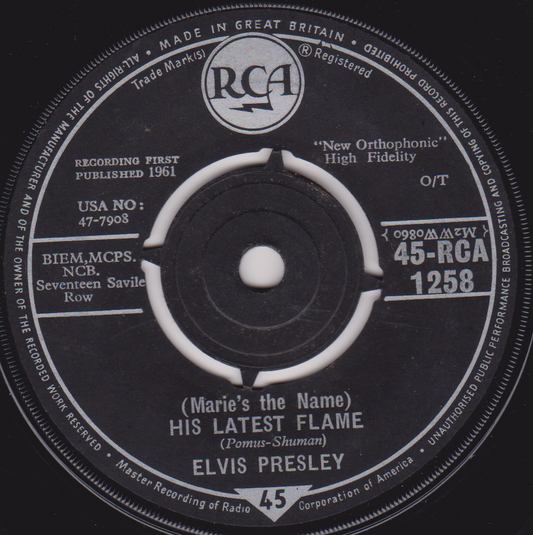 MADE IN GREAT BRITAIN • COPYING OF THIS RECORD PROHIBITED
ALL RIGHTS OF THE MANUFACTURER AND OF THE OWNER OF THE RECORDED WORK RESERVED •
UNAUTHORISED PUBLIC PERFORMANCE BROADCASTING AND
Trade Mark(s) ® Registered
RCA
RECORDING FIRST
PUBLISHED 1961
"New Orthophonic"
High Fidelity
O/T
USA NO:
47-7908
BIEM, MCPS.
NCB.
Seventeen Savile
Row
{ M2WW0860 }
45-RCA
1258
(Marie's the Name)
HIS LATEST FLAME
(Pomus-Shuman)
ELVIS PRESLEY
• Master Recording of Radio Corporation of America •
45